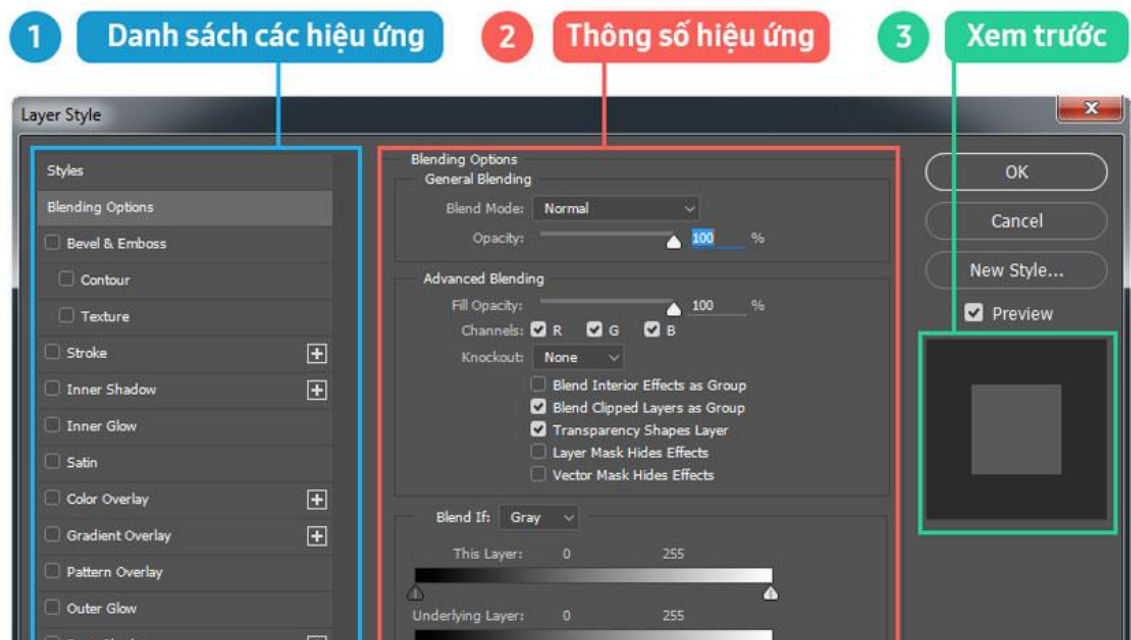 1 Danh sách các hiệu ứng
2 Thông số hiệu ứng
3 Xem trước
Layer Style
Styles
Blending Options
Bevel & Emboss
Contour
Texture
Stroke
Inner Shadow
Inner Glow
Satin
Color Overlay
Gradient Overlay
Pattern Overlay
Outer Glow
Blending Options
General Blending
Blend Mode: Normal
Opacity: 100 %
Advanced Blending
Fill Opacity: 100 %
Channels: R G B
Knockout: None
Blend Interior Effects as Group
Blend Clipped Layers as Group
Transparency Shapes Layer
Layer Mask Hides Effects
Vector Mask Hides Effects
Blend If: Gray
This Layer: 0 255
Underlying Layer: 0 255
OK
Cancel
New Style...
Preview